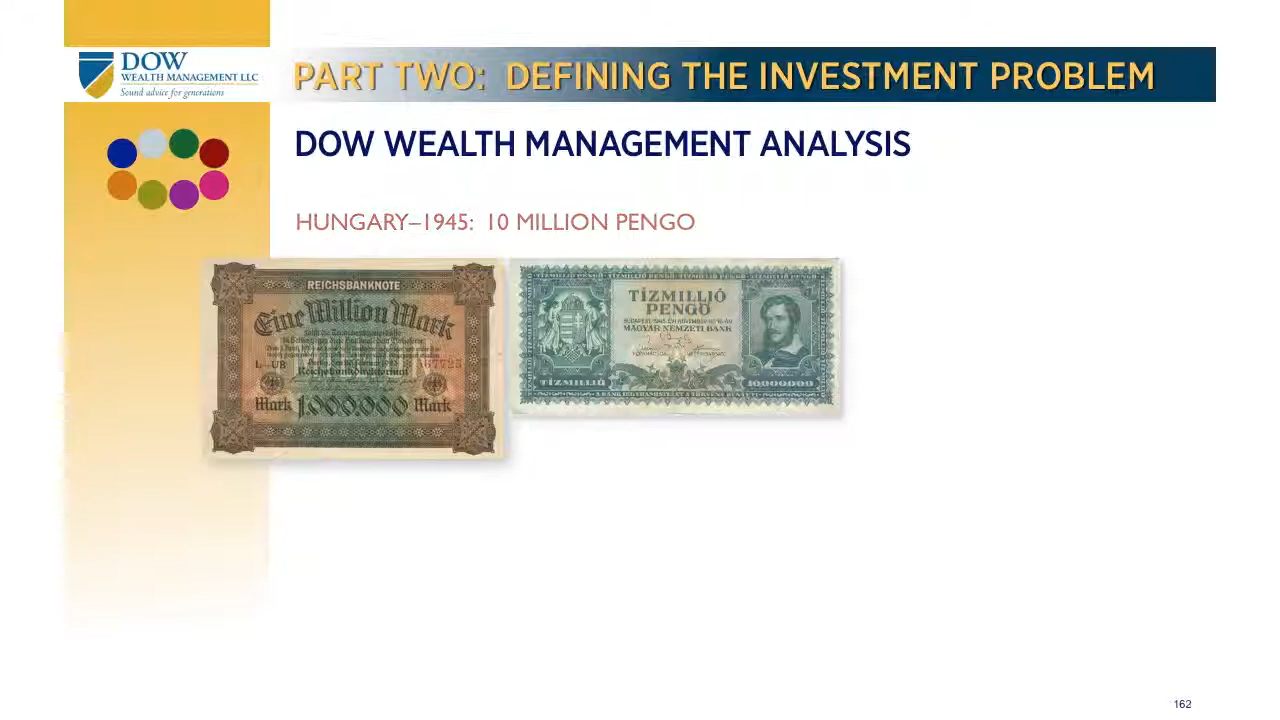 DOW
WEALTH MANAGEMENT LLC
Sound advice for generations
PART TWO: DEFINING THE INVESTMENT PROBLEM
DOW WEALTH MANAGEMENT ANALYSIS
HUNGARY–1945: 10 MILLION PENGO
REICHSBANKNOTE
Eine Million Mark
L–UB
Reichsbankdirektorium
Mark 1.000.000 Mark
TÍZMILLIÓ
PENGŐ
MAGYAR NEMZETI BANK
TÍZMILLIÓ
10000000
162